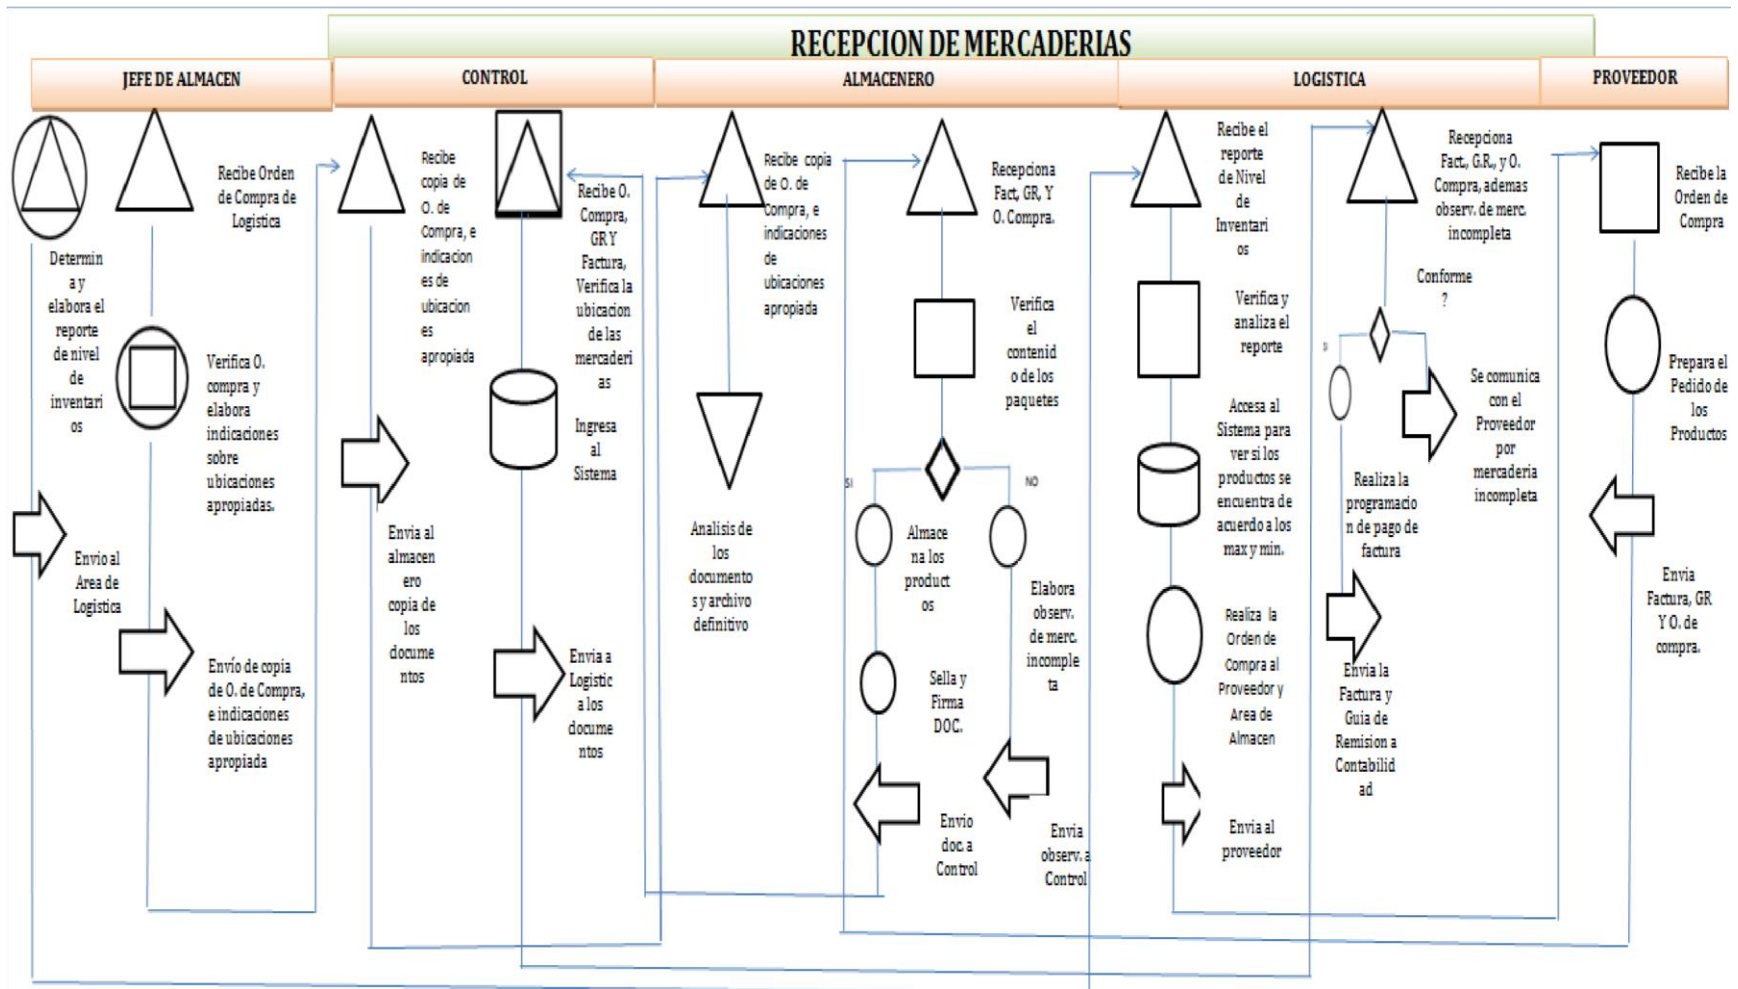 RECEPCION DE MERCADERIAS
JEFE DE ALMACEN
CONTROL
ALMACENERO
LOGISTICA
PROVEEDOR
Determin
a y
elabora el
reporte
de nivel
de
inventari
os
Envio al
Area de
Logistica
Recibe Orden
de Compra de
Logistica
Verifica O.
compra y
elabora
indicaciones
sobre
ubicaciones
apropiadas.
Envío de copia
de O. de Compra,
e indicaciones
de ubicaciones
apropiada
Recibe
copia de
O. de
Compra, e
indicacion
es de
ubicacion
es
apropiada
Envia al
almacen
ero
copia de
los
docume
ntos
Recibe O.
Compra,
GR Y
Factura,
Verifica la
ubicacion
de las
mercaderi
as
Ingresa
al
Sistema
Envia a
Logistic
a los
docume
ntos
Recibe copia
de O. de
Compra, e
indicaciones
de
ubicaciones
apropiada
Analisis de
los
documento
s y archivo
definitivo
Recepciona
Fact, GR, Y
O. Compra.
Verifica
el
contenid
o de los
paquetes
SI
NO
Almace
na los
product
os
Elabora
observ.
de merc.
incomple
ta
Sella y
Firma
DOC.
Envio
doc. a
Control
Envia
observ. a
Control
Recibe el
reporte
de Nivel
de
Inventari
os
Verifica y
analiza el
reporte
Accesa al
Sistema para
ver si los
productos se
encuentra de
acuerdo a los
max y min.
Realiza la
Orden de
Compra al
Proveedor y
Area de
Almacen
Envia al
proveedor
Recepciona
Fact., G.R., y O.
Compra, ademas
observ. de merc.
incompleta
Conforme
?
Se comunica
con el
Proveedor
por
mercaderia
incompleta
Realiza la
programacio
n de pago de
factura
Envia la
Factura y
Guia de
Remision a
Contabilid
ad
Recibe la
Orden de
Compra
Prepara el
Pedido de
los
Productos
Envia
Factura, GR
Y O. de
compra.